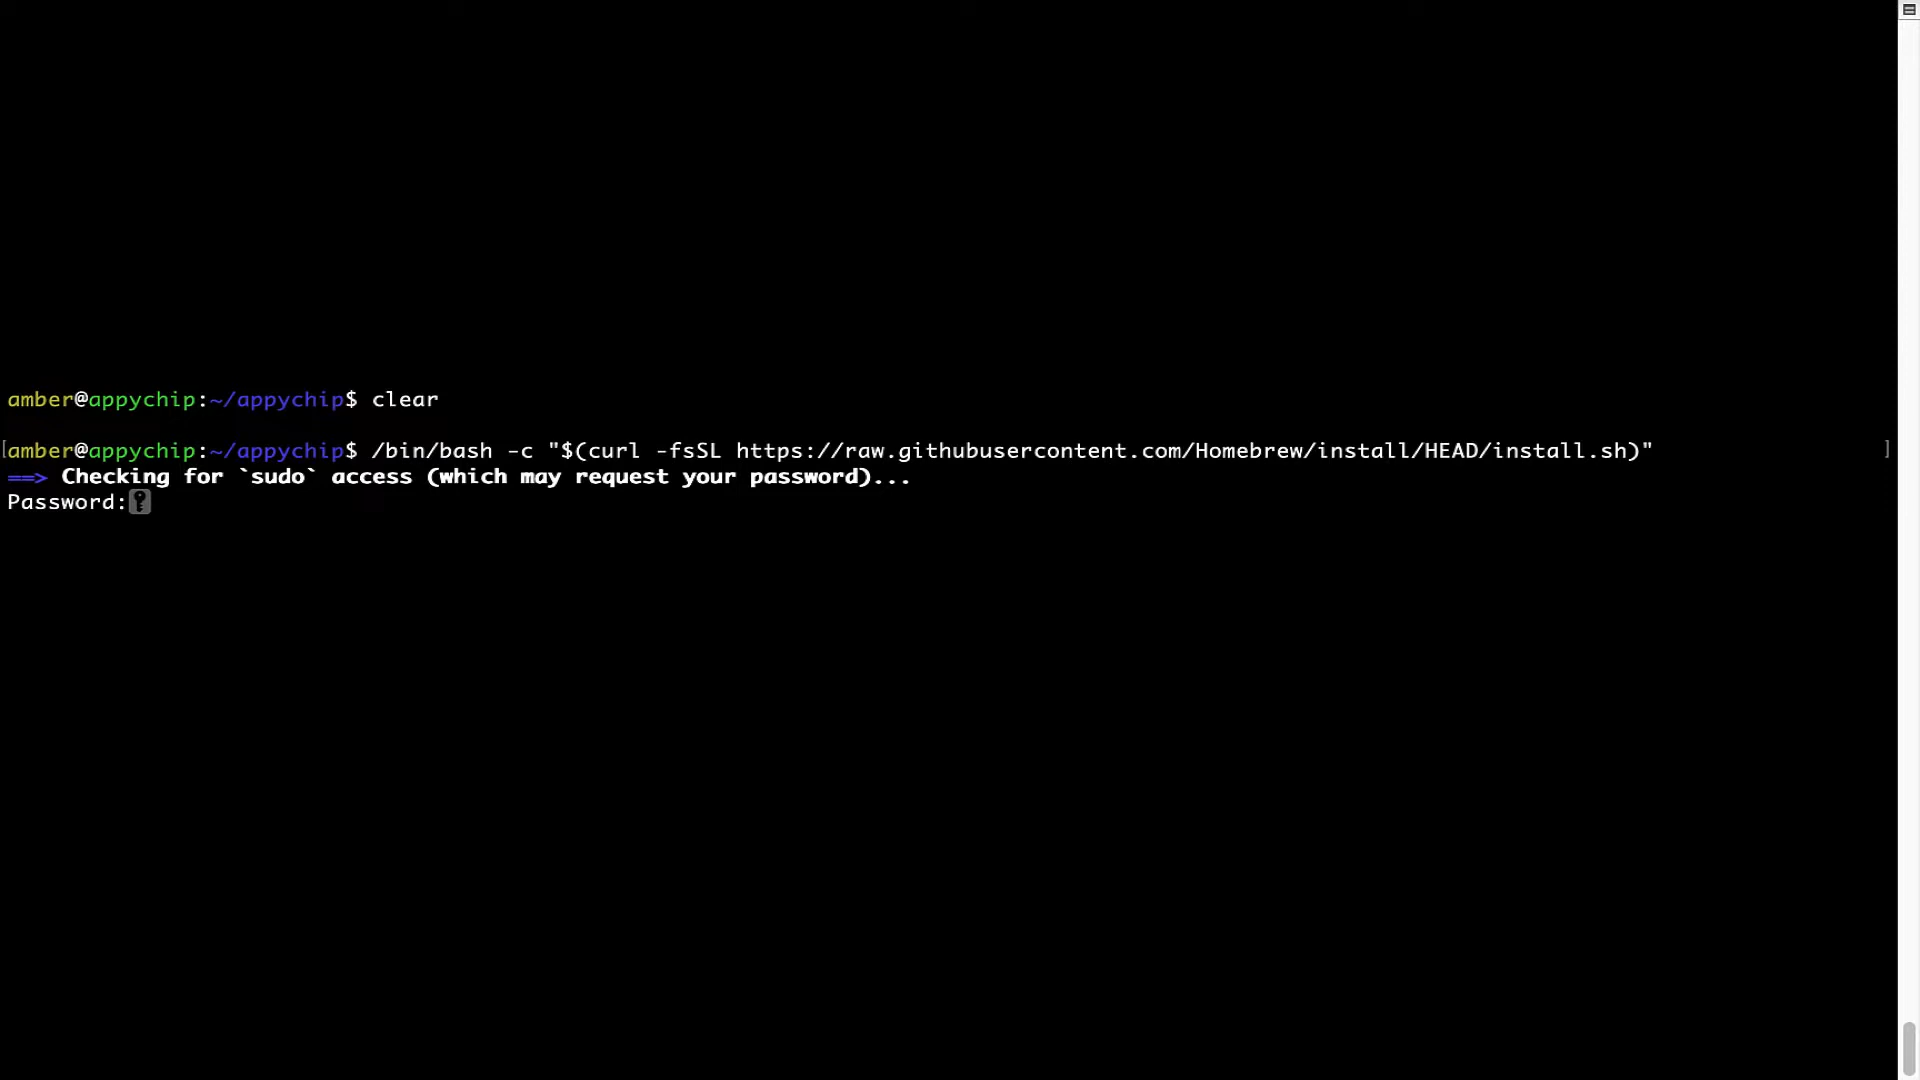 amber@appychip:~/appychip$ clear
[amber@appychip:~/appychip$ /bin/bash -c "$(curl -fsSL https://raw.githubusercontent.com/Homebrew/install/HEAD/install.sh)" ]
==> Checking for `sudo` access (which may request your password)...
Password: